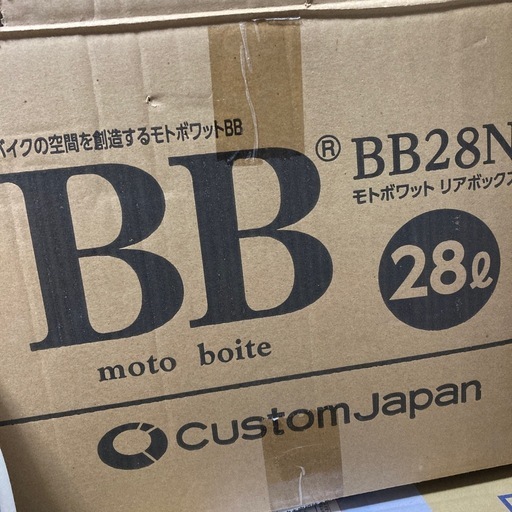 バイクの空間を創造するモトボワットBB
BB®
BB28N
モトボワット リアボックス
28ℓ
moto boite
CustomJapan